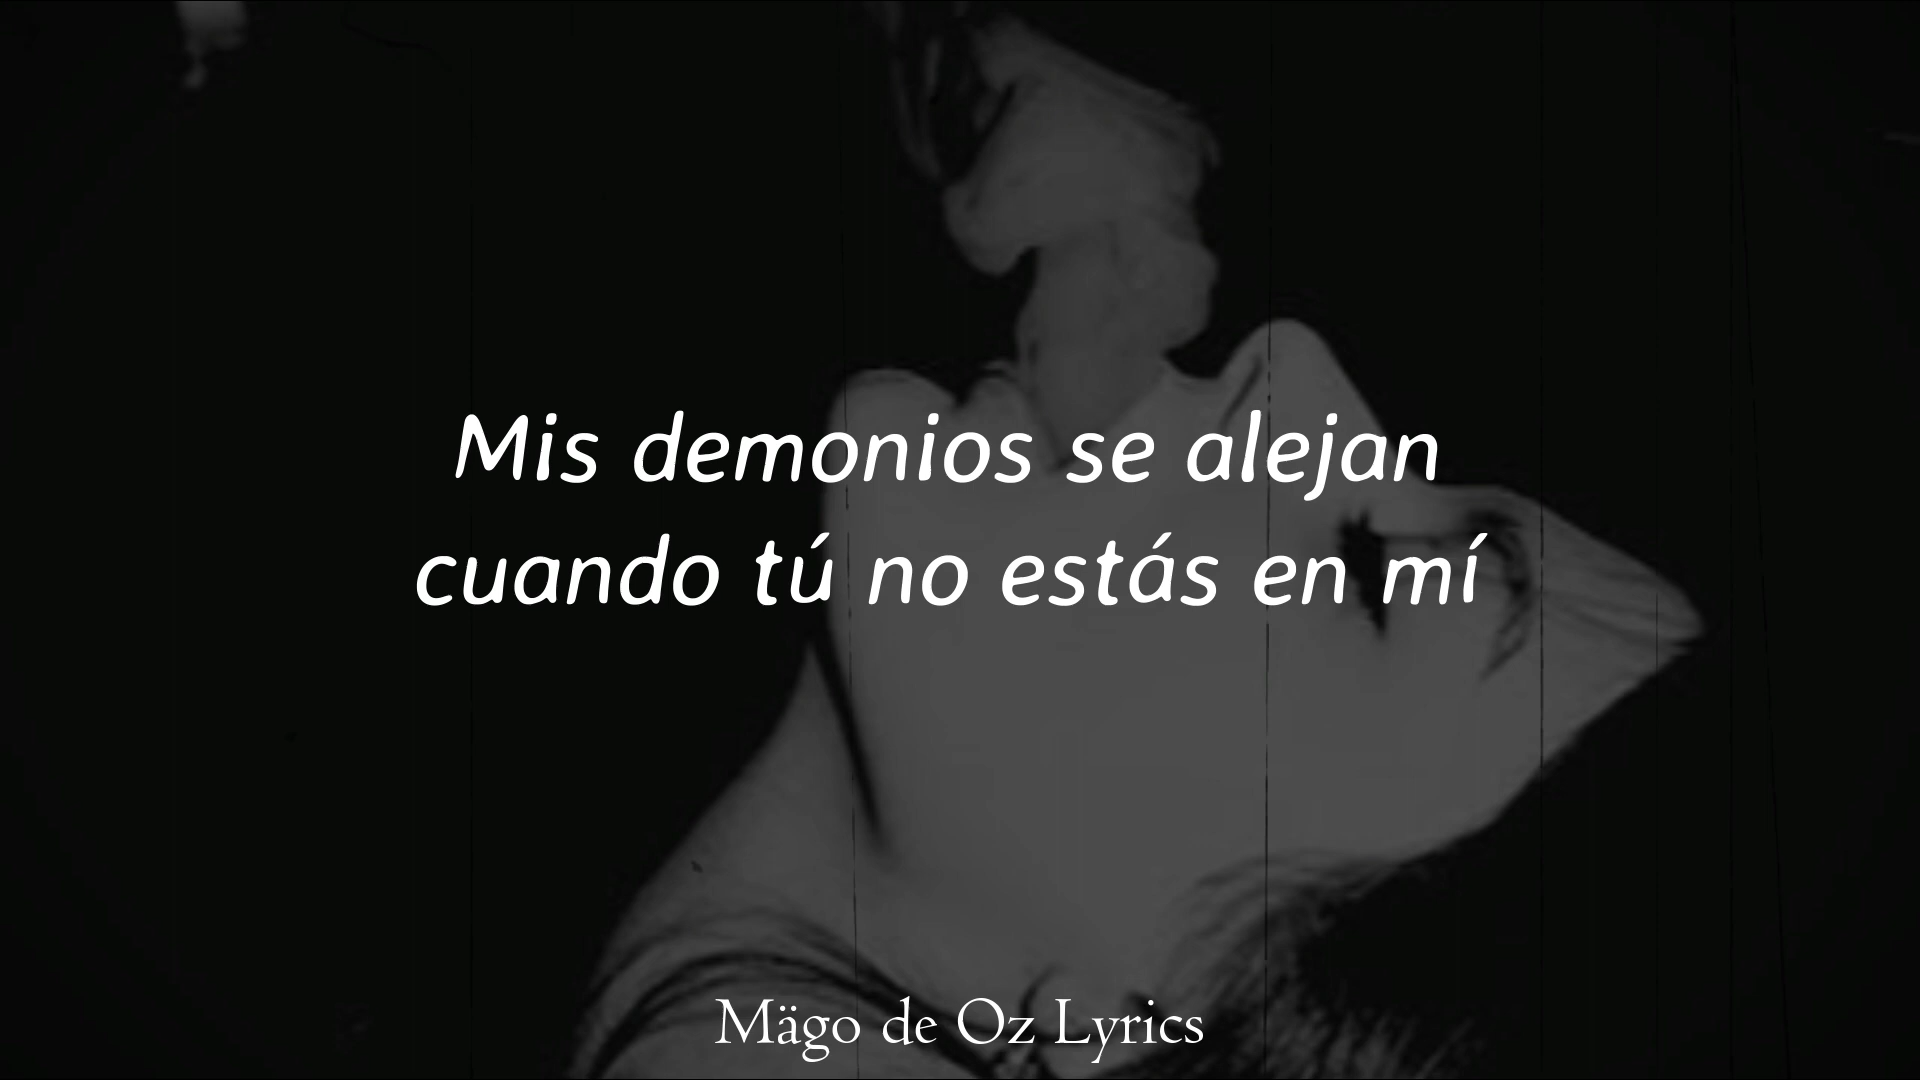 Mis demonios se alejan
cuando tú no estás en mí
Mägo de Oz Lyrics